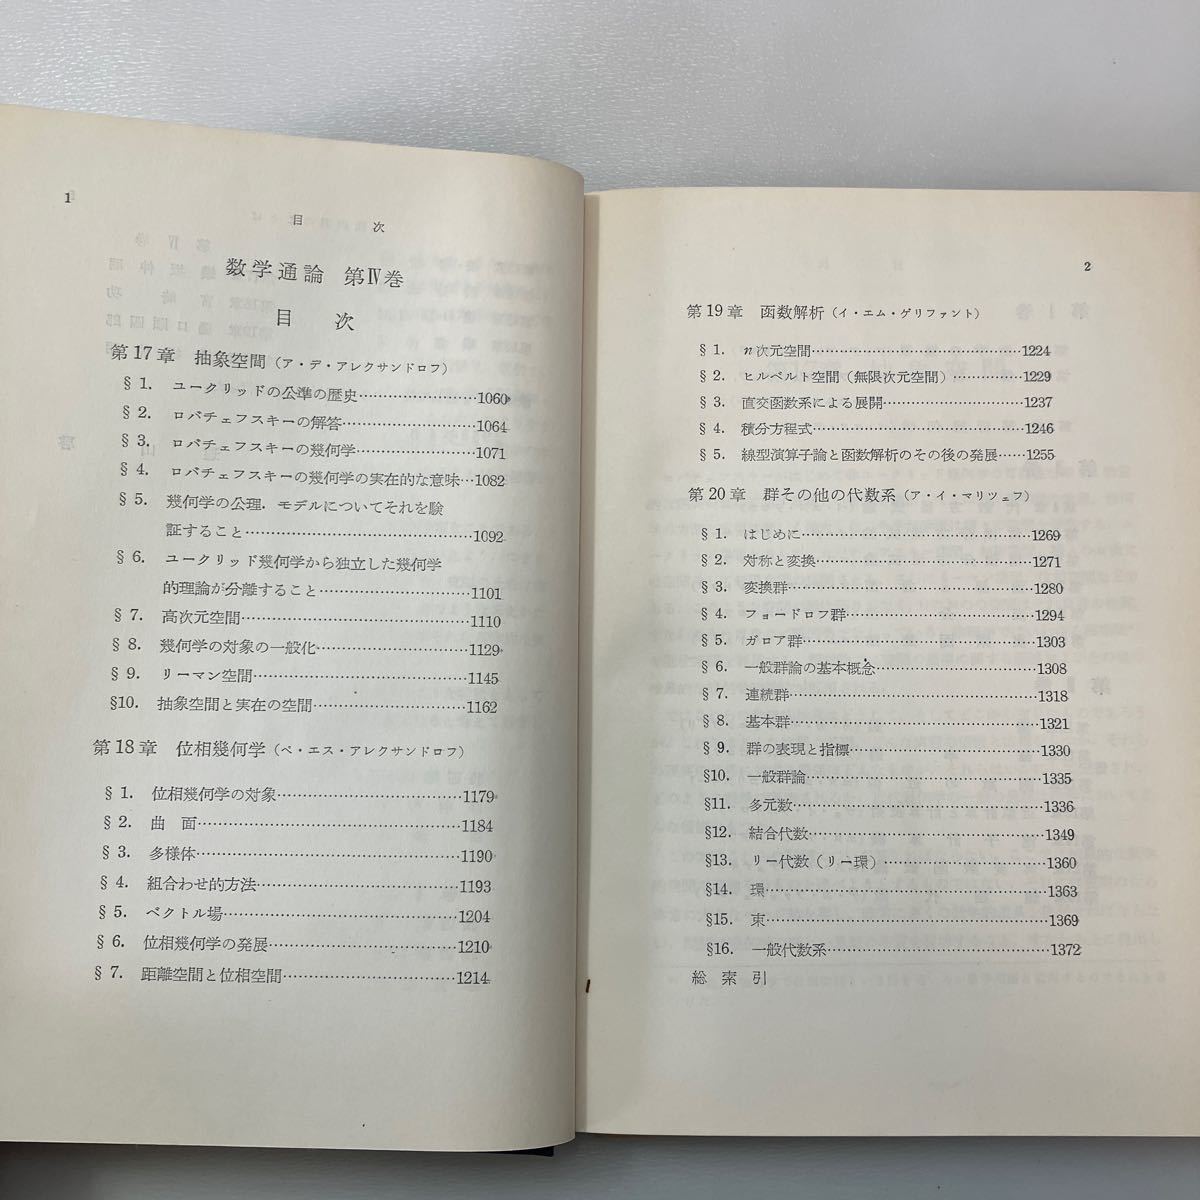 1
目 次
数学通論 第Ⅳ巻
目 次
第17章 抽象空間(ア・デ・アレクサンドロフ)
§ 1. ユークリッドの公準の歴史……………………1060
§ 2. ロバチェフスキーの解答……………………1064
§ 3. ロバチェフスキーの幾何学……………………1071
§ 4. ロバチェフスキーの幾何学の実在的な意味…1082
§ 5. 幾何学の公理.モデルについてそれを験
証すること……………………1092
§ 6. ユークリッド幾何学から独立した幾何学
的理論が分離すること……………………1101
§ 7. 高次元空間……………………1110
§ 8. 幾何学の対象の一般化……………………1129
§ 9. リーマン空間……………………1145
§10. 抽象空間と実在の空間……………………1162
第18章 位相幾何学(ペ・エス・アレクサンドロフ)
§ 1. 位相幾何学の対象……………………1179
§ 2. 曲 面……………………1184
§ 3. 多様体……………………1190
§ 4. 組合わせ的方法……………………1193
§ 5. ベクトル場……………………1204
§ 6. 位相幾何学の発展……………………1210
§ 7. 距離空間と位相空間……………………1214
2
第19章 函数解析(イ・エム・ゲリファント)
§ 1. n次元空間……………………1224
§ 2. ヒルベルト空間(無限次元空間)……………1229
§ 3. 直交函数系による展開……………………1237
§ 4. 積分方程式……………………1246
§ 5. 線型演算子論と函数解析のその後の発展……1255
第20章 群その他の代数系(ア・イ・マリツェフ)
§ 1. はじめに……………………1269
§ 2. 対称と変換……………………1271
§ 3. 変換群……………………1280
§ 4. フョードロフ群……………………1294
§ 5. ガロア群……………………1303
§ 6. 一般群論の基本概念……………………1308
§ 7. 連続群……………………1318
§ 8. 基本群……………………1321
§ 9. 群の表現と指標……………………1330
§10. 一般群論……………………1335
§11. 多元数……………………1336
§12. 結合代数……………………1349
§13. リー代数(リー環)……………………1360
§14. 環……………………1363
§15. 束……………………1369
§16. 一般代数系……………………1372
総 索 引